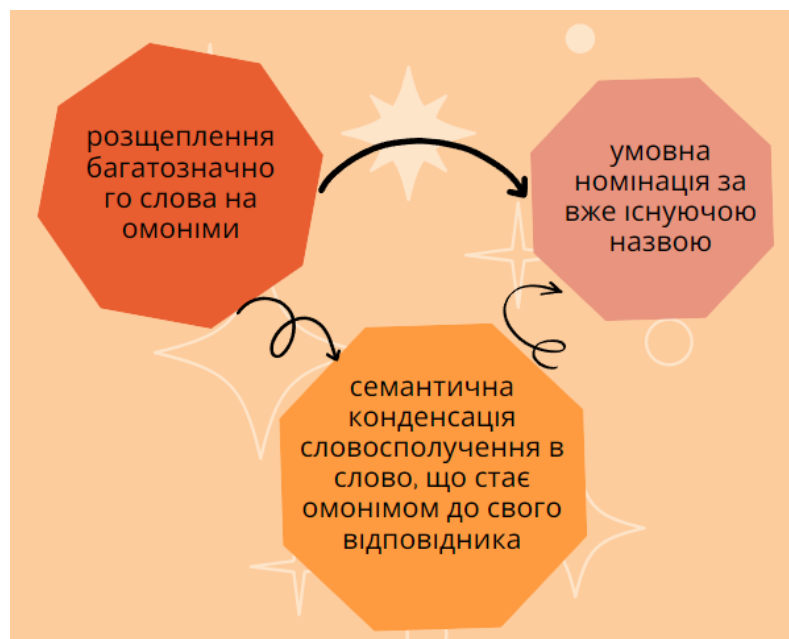 розщеплення
багатозначно
го слова на
омоніми
умовна
номінація за
вже існуючою
назвою
семантична
конденсація
словосполучення в
слово, що стає
омонімом до свого
відповідника